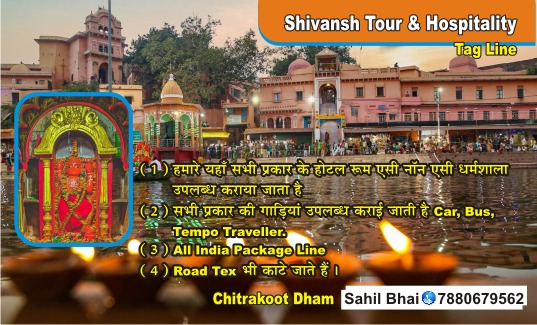 Shivansh Tour & Hospitality
Tag Line
( 1 ) हमारे यहाँ सभी प्रकार के होटल रूम एसी नॉन एसी धर्मशाला
उपलब्ध कराया जाता है
( 2 ) सभी प्रकार की गाड़ियां उपलब्ध कराई जाती है Car, Bus,
Tempo Traveller.
( 3 ) All India Package Line
( 4 ) Road Tex भी काटे जाते हैं ।
Chitrakoot Dham Sahil Bhai 7880679562